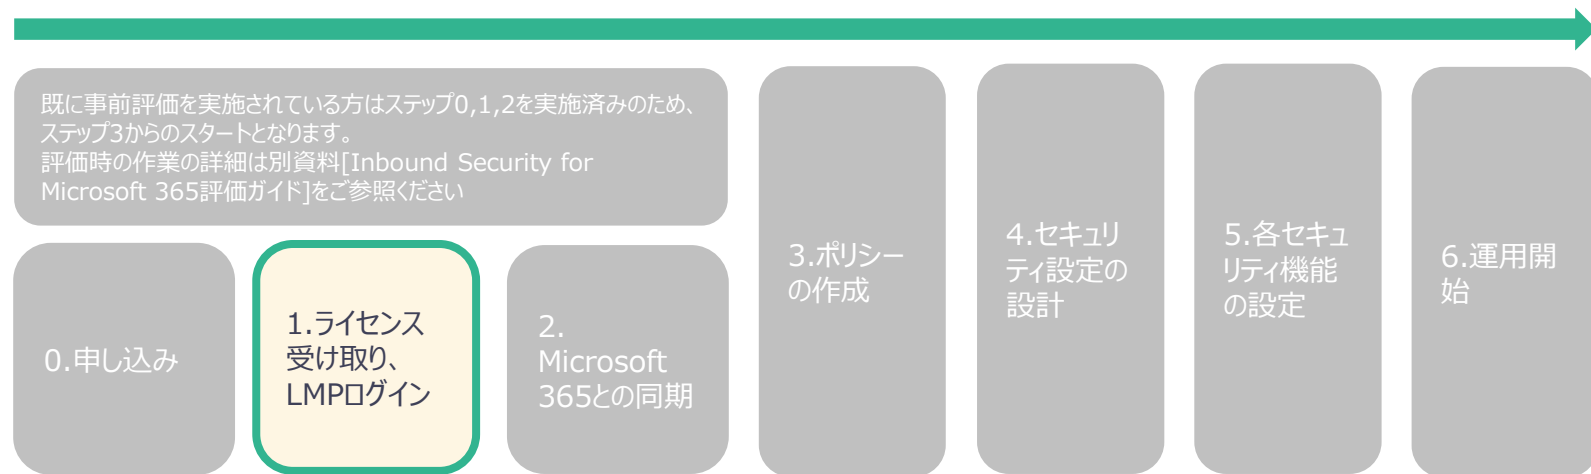 既に事前評価を実施されている方はステップ0,1,2を実施済みのため、
ステップ3からのスタートとなります。
評価時の作業の詳細は別資料[Inbound Security for
Microsoft 365評価ガイド]をご参照ください
0.申し込み
1.ライセンス
受け取り、
LMPログイン
2.
Microsoft
365との同期
3.ポリシー
の作成
4.セキュリ
ティ設定の
設計
5.各セキュ
リティ機能
の設定
6.運用開
始